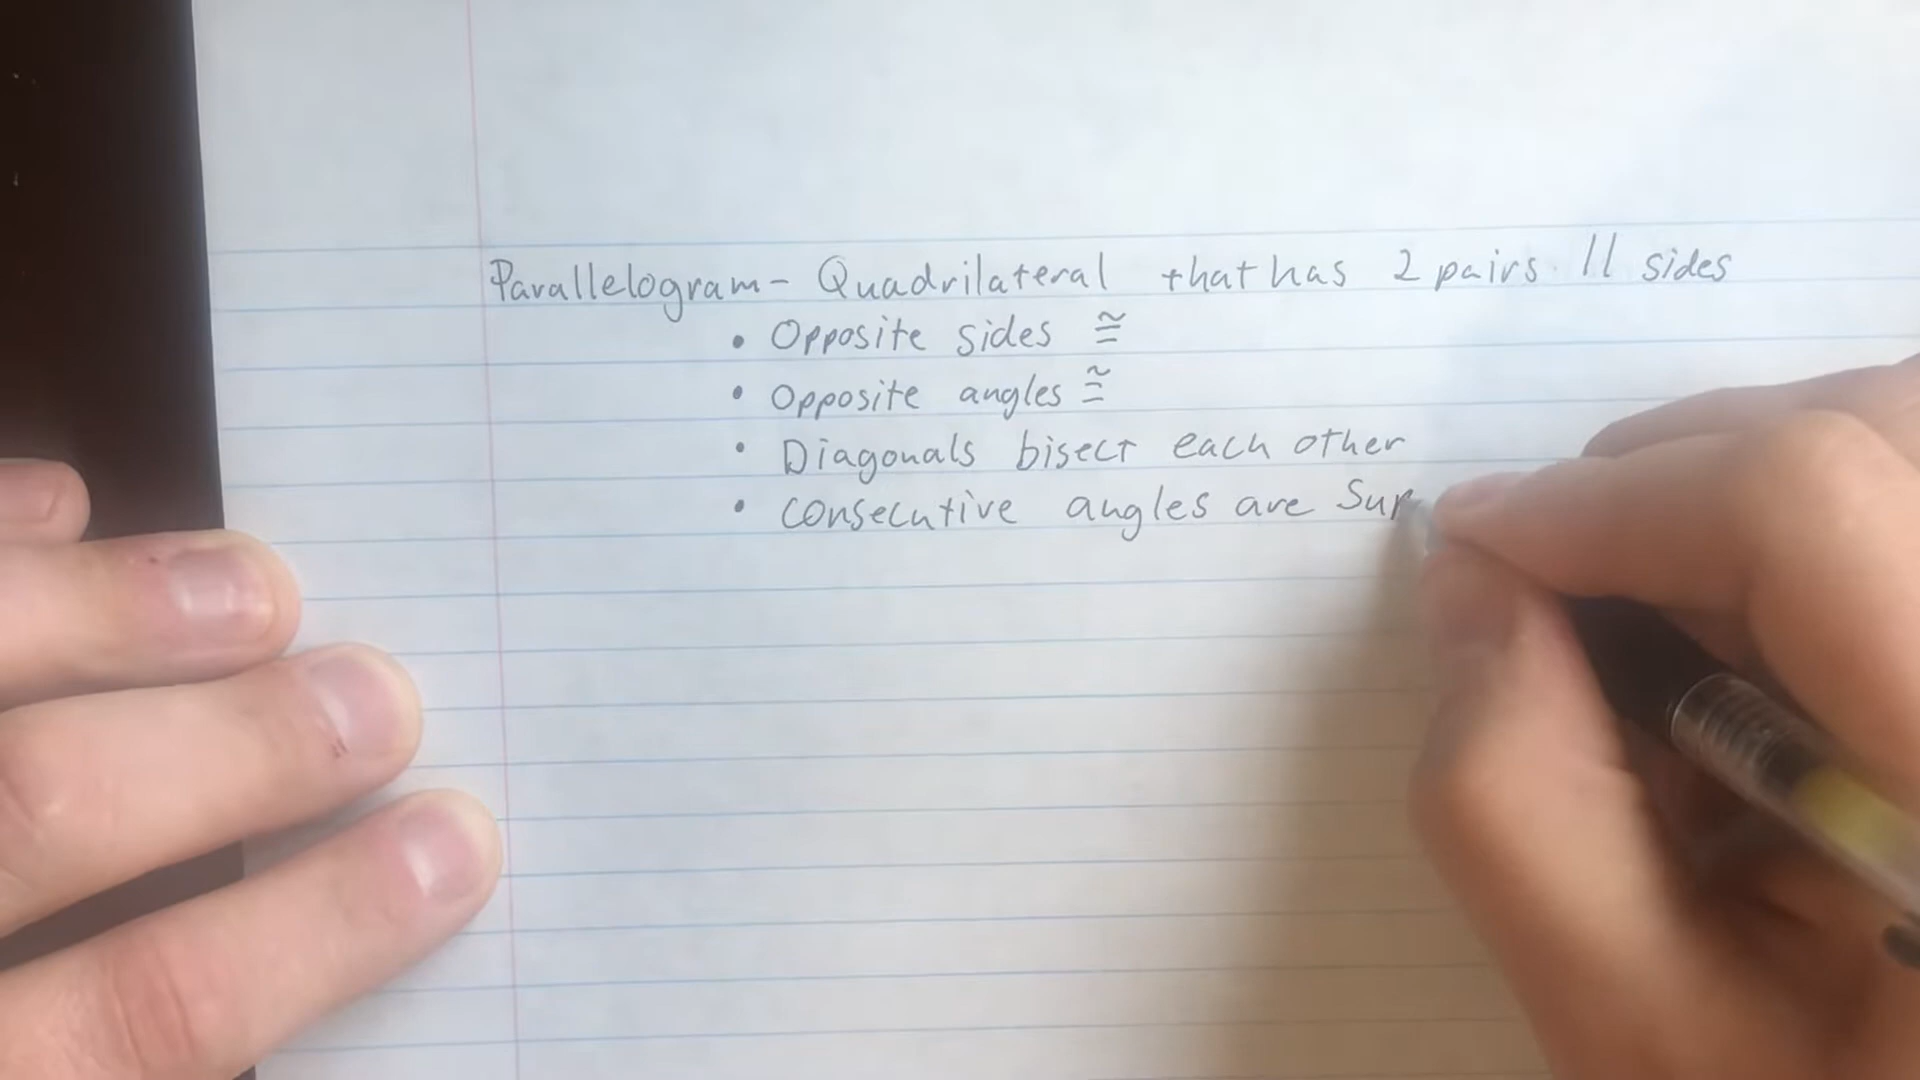 Parallelogram - Quadrilateral that has 2 pairs || sides
• Opposite sides ≅
• Opposite angles ≅
• Diagonals bisect each other
• consecutive angles are Sup